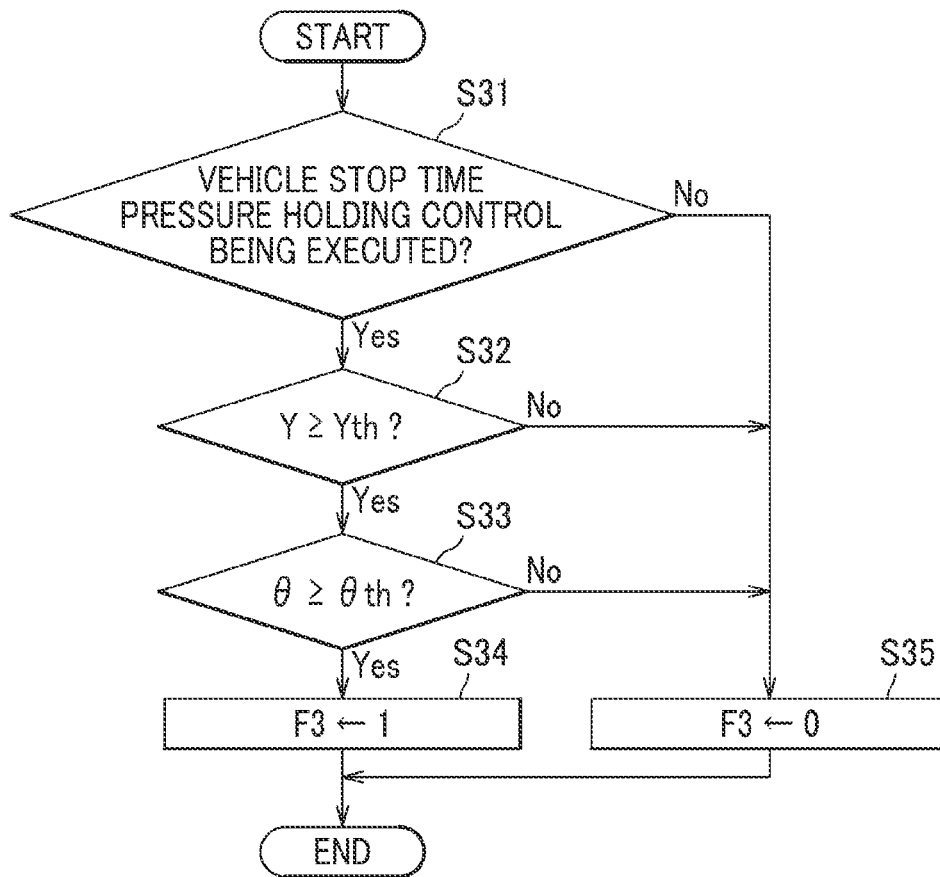 START
S31
VEHICLE STOP TIME
PRESSURE HOLDING CONTROL
BEING EXECUTED?
No
Yes
S32
Y ≥ Yth ?
No
Yes
S33
θ ≥ θth ?
No
Yes
S34
F3 ← 1
S35
F3 ← 0
END